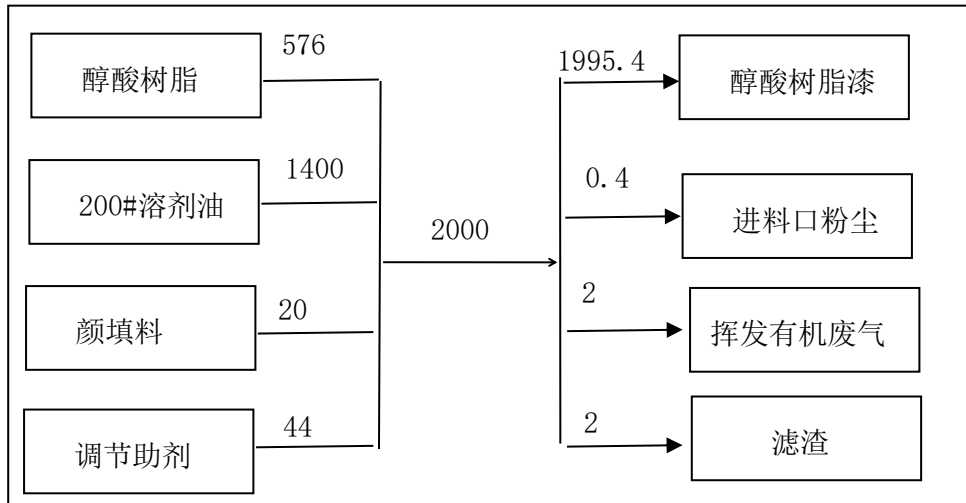 576
醇酸树脂
1995.4
醇酸树脂漆
1400
200#溶剂油
0.4
进料口粉尘
2000
20
颜填料
2
挥发有机废气
44
调节助剂
2
滤渣